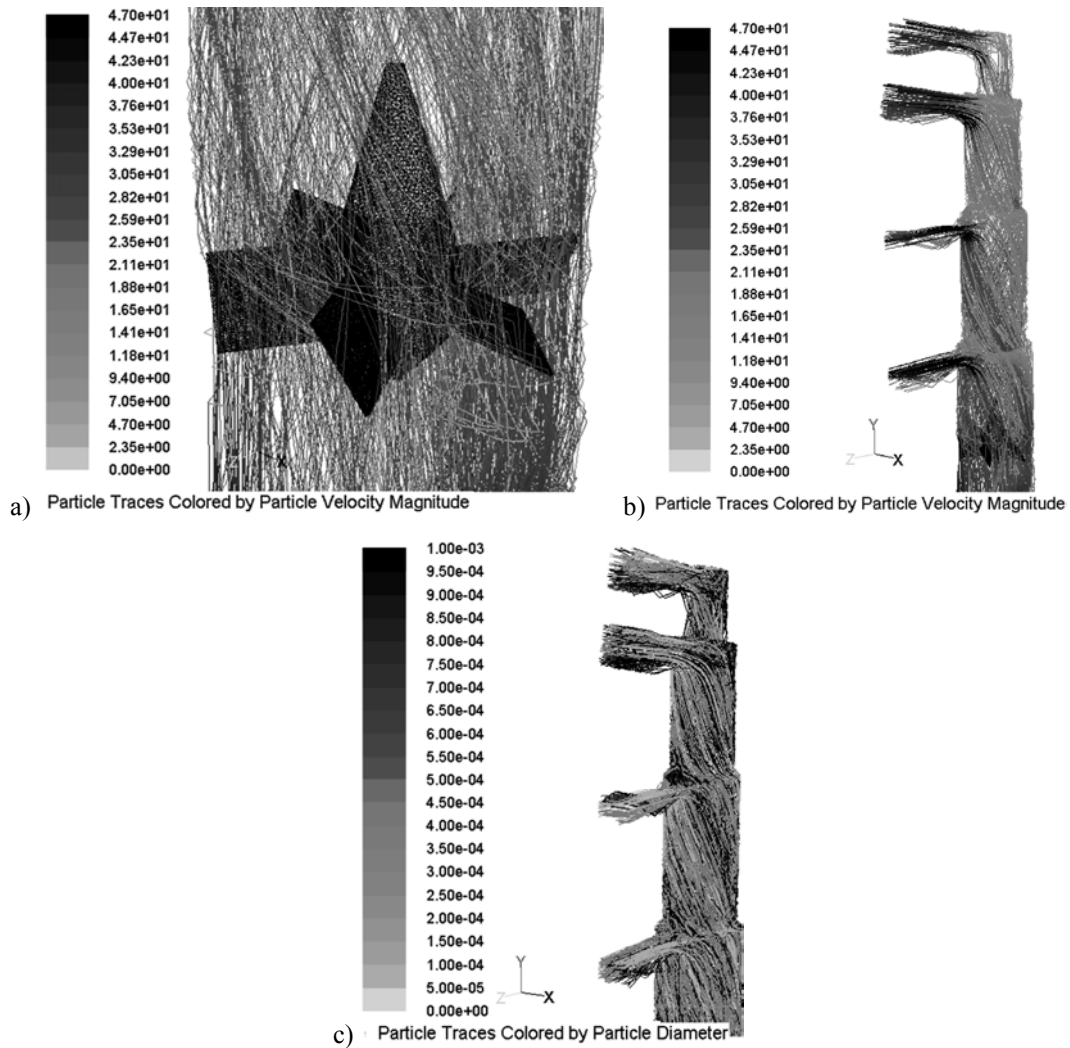 4.70e+01
4.47e+01
4.23e+01
4.00e+01
3.76e+01
3.53e+01
3.29e+01
3.05e+01
2.82e+01
2.59e+01
2.35e+01
2.11e+01
1.88e+01
1.65e+01
1.41e+01
1.18e+01
9.40e+00
7.05e+00
4.70e+00
2.35e+00
0.00e+00
Z X
a) Particle Traces Colored by Particle Velocity Magnitude
4.70e+01
4.47e+01
4.23e+01
4.00e+01
3.76e+01
3.53e+01
3.29e+01
3.05e+01
2.82e+01
2.59e+01
2.35e+01
2.11e+01
1.88e+01
1.65e+01
1.41e+01
1.18e+01
9.40e+00
7.05e+00
4.70e+00
2.35e+00
0.00e+00
Y
Z X
b) Particle Traces Colored by Particle Velocity Magnitude
1.00e-03
9.50e-04
9.00e-04
8.50e-04
8.00e-04
7.50e-04
7.00e-04
6.50e-04
6.00e-04
5.50e-04
5.00e-04
4.50e-04
4.00e-04
3.50e-04
3.00e-04
2.50e-04
2.00e-04
1.50e-04
1.00e-04
5.00e-05
0.00e+00
Y
Z X
c) Particle Traces Colored by Particle Diameter